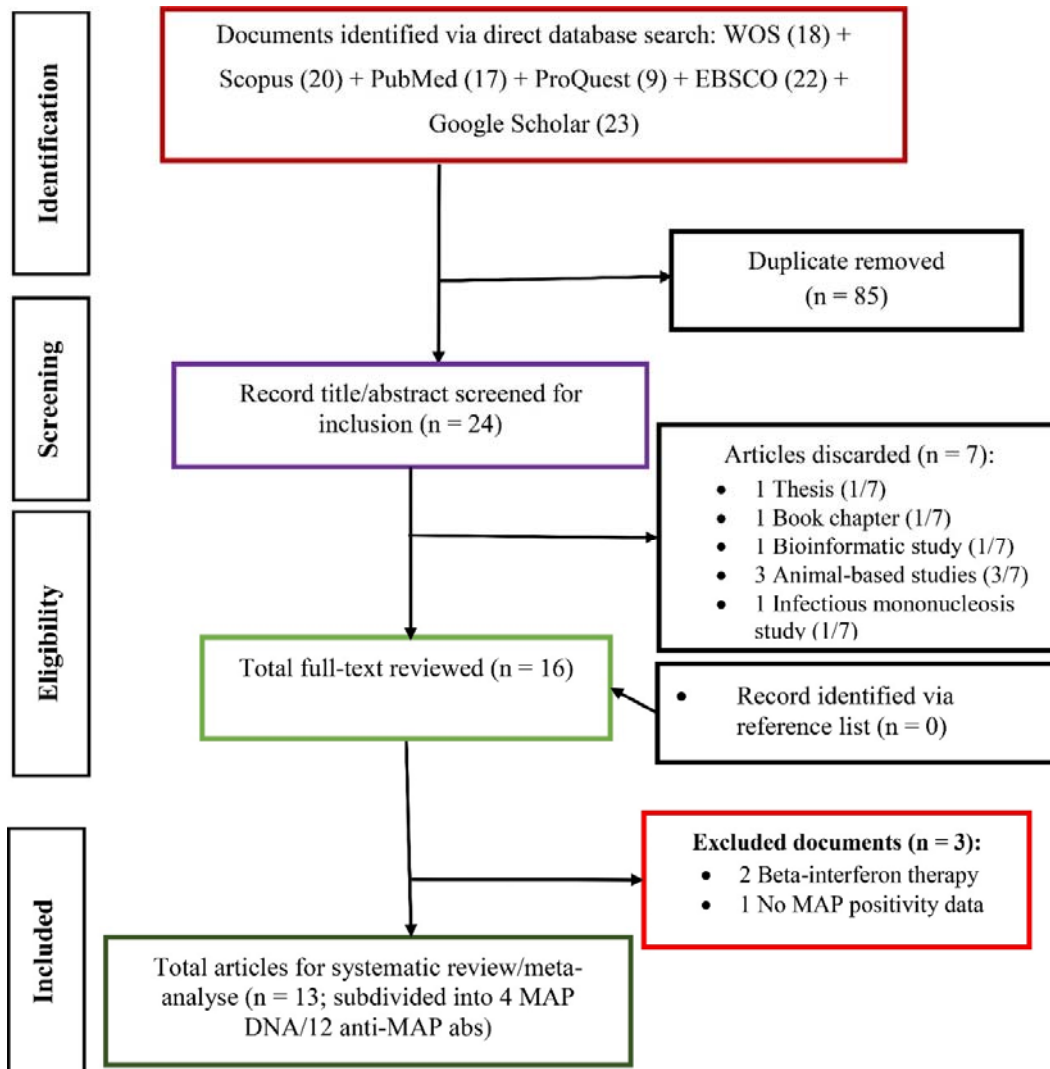 Identification
Documents identified via direct database search: WOS (18) +
Scopus (20) + PubMed (17) + ProQuest (9) + EBSCO (22) +
Google Scholar (23)
Duplicate removed
(n = 85)
Screening
Record title/abstract screened for
inclusion (n = 24)
Articles discarded (n = 7):
• 1 Thesis (1/7)
• 1 Book chapter (1/7)
• 1 Bioinformatic study (1/7)
• 3 Animal-based studies (3/7)
• 1 Infectious mononucleosis
study (1/7)
Eligibility
Total full-text reviewed (n = 16)
• Record identified via
reference list (n = 0)
Included
Excluded documents (n = 3):
• 2 Beta-interferon therapy
• 1 No MAP positivity data
Total articles for systematic review/meta-
analyse (n = 13; subdivided into 4 MAP
DNA/12 anti-MAP abs)